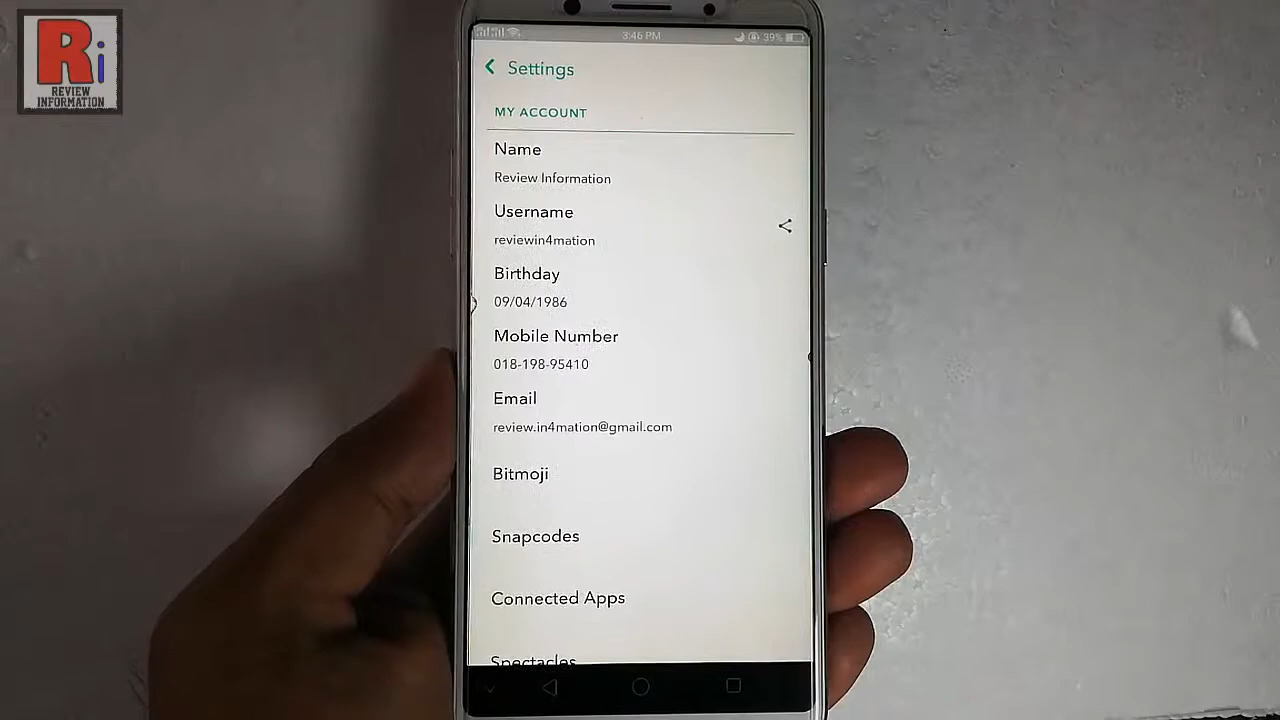 Ri
REVIEW
INFORMATION
3:46 PM
39%
Settings
MY ACCOUNT
Name
Review Information
Username
reviewin4mation
Birthday
09/04/1986
Mobile Number
018-198-95410
Email
review.in4mation@gmail.com
Bitmoji
Snapcodes
Connected Apps
Spectacles